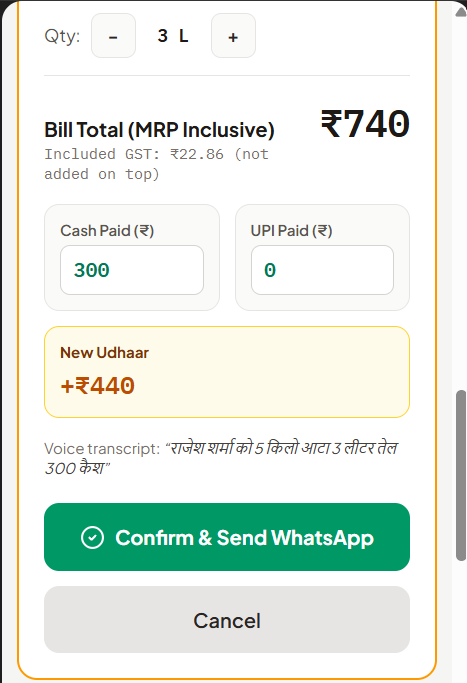 Qty: – 3 L +
Bill Total (MRP Inclusive) ₹740
Included GST: ₹22.86 (not
added on top)
Cash Paid (₹) UPI Paid (₹)
300 0
New Udhaar
+₹440
Voice transcript: "राजेश शर्मा को 5 किलो आटा 3 लीटर तेल
300 कैश"
Confirm & Send WhatsApp
Cancel